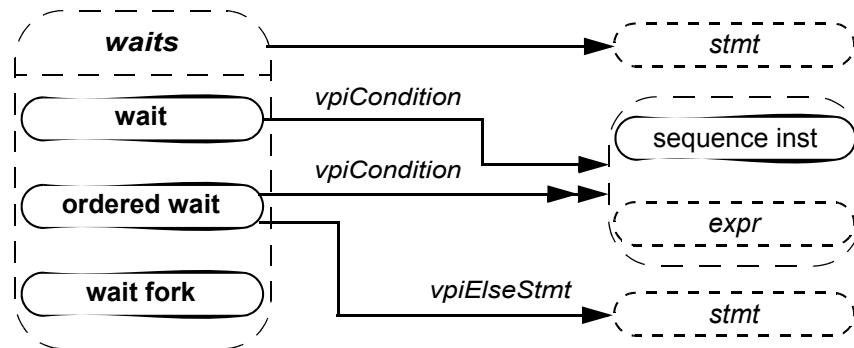 waits
stmt
wait
vpiCondition
sequence inst
vpiCondition
ordered wait
expr
wait fork
vpiElseStmt
stmt